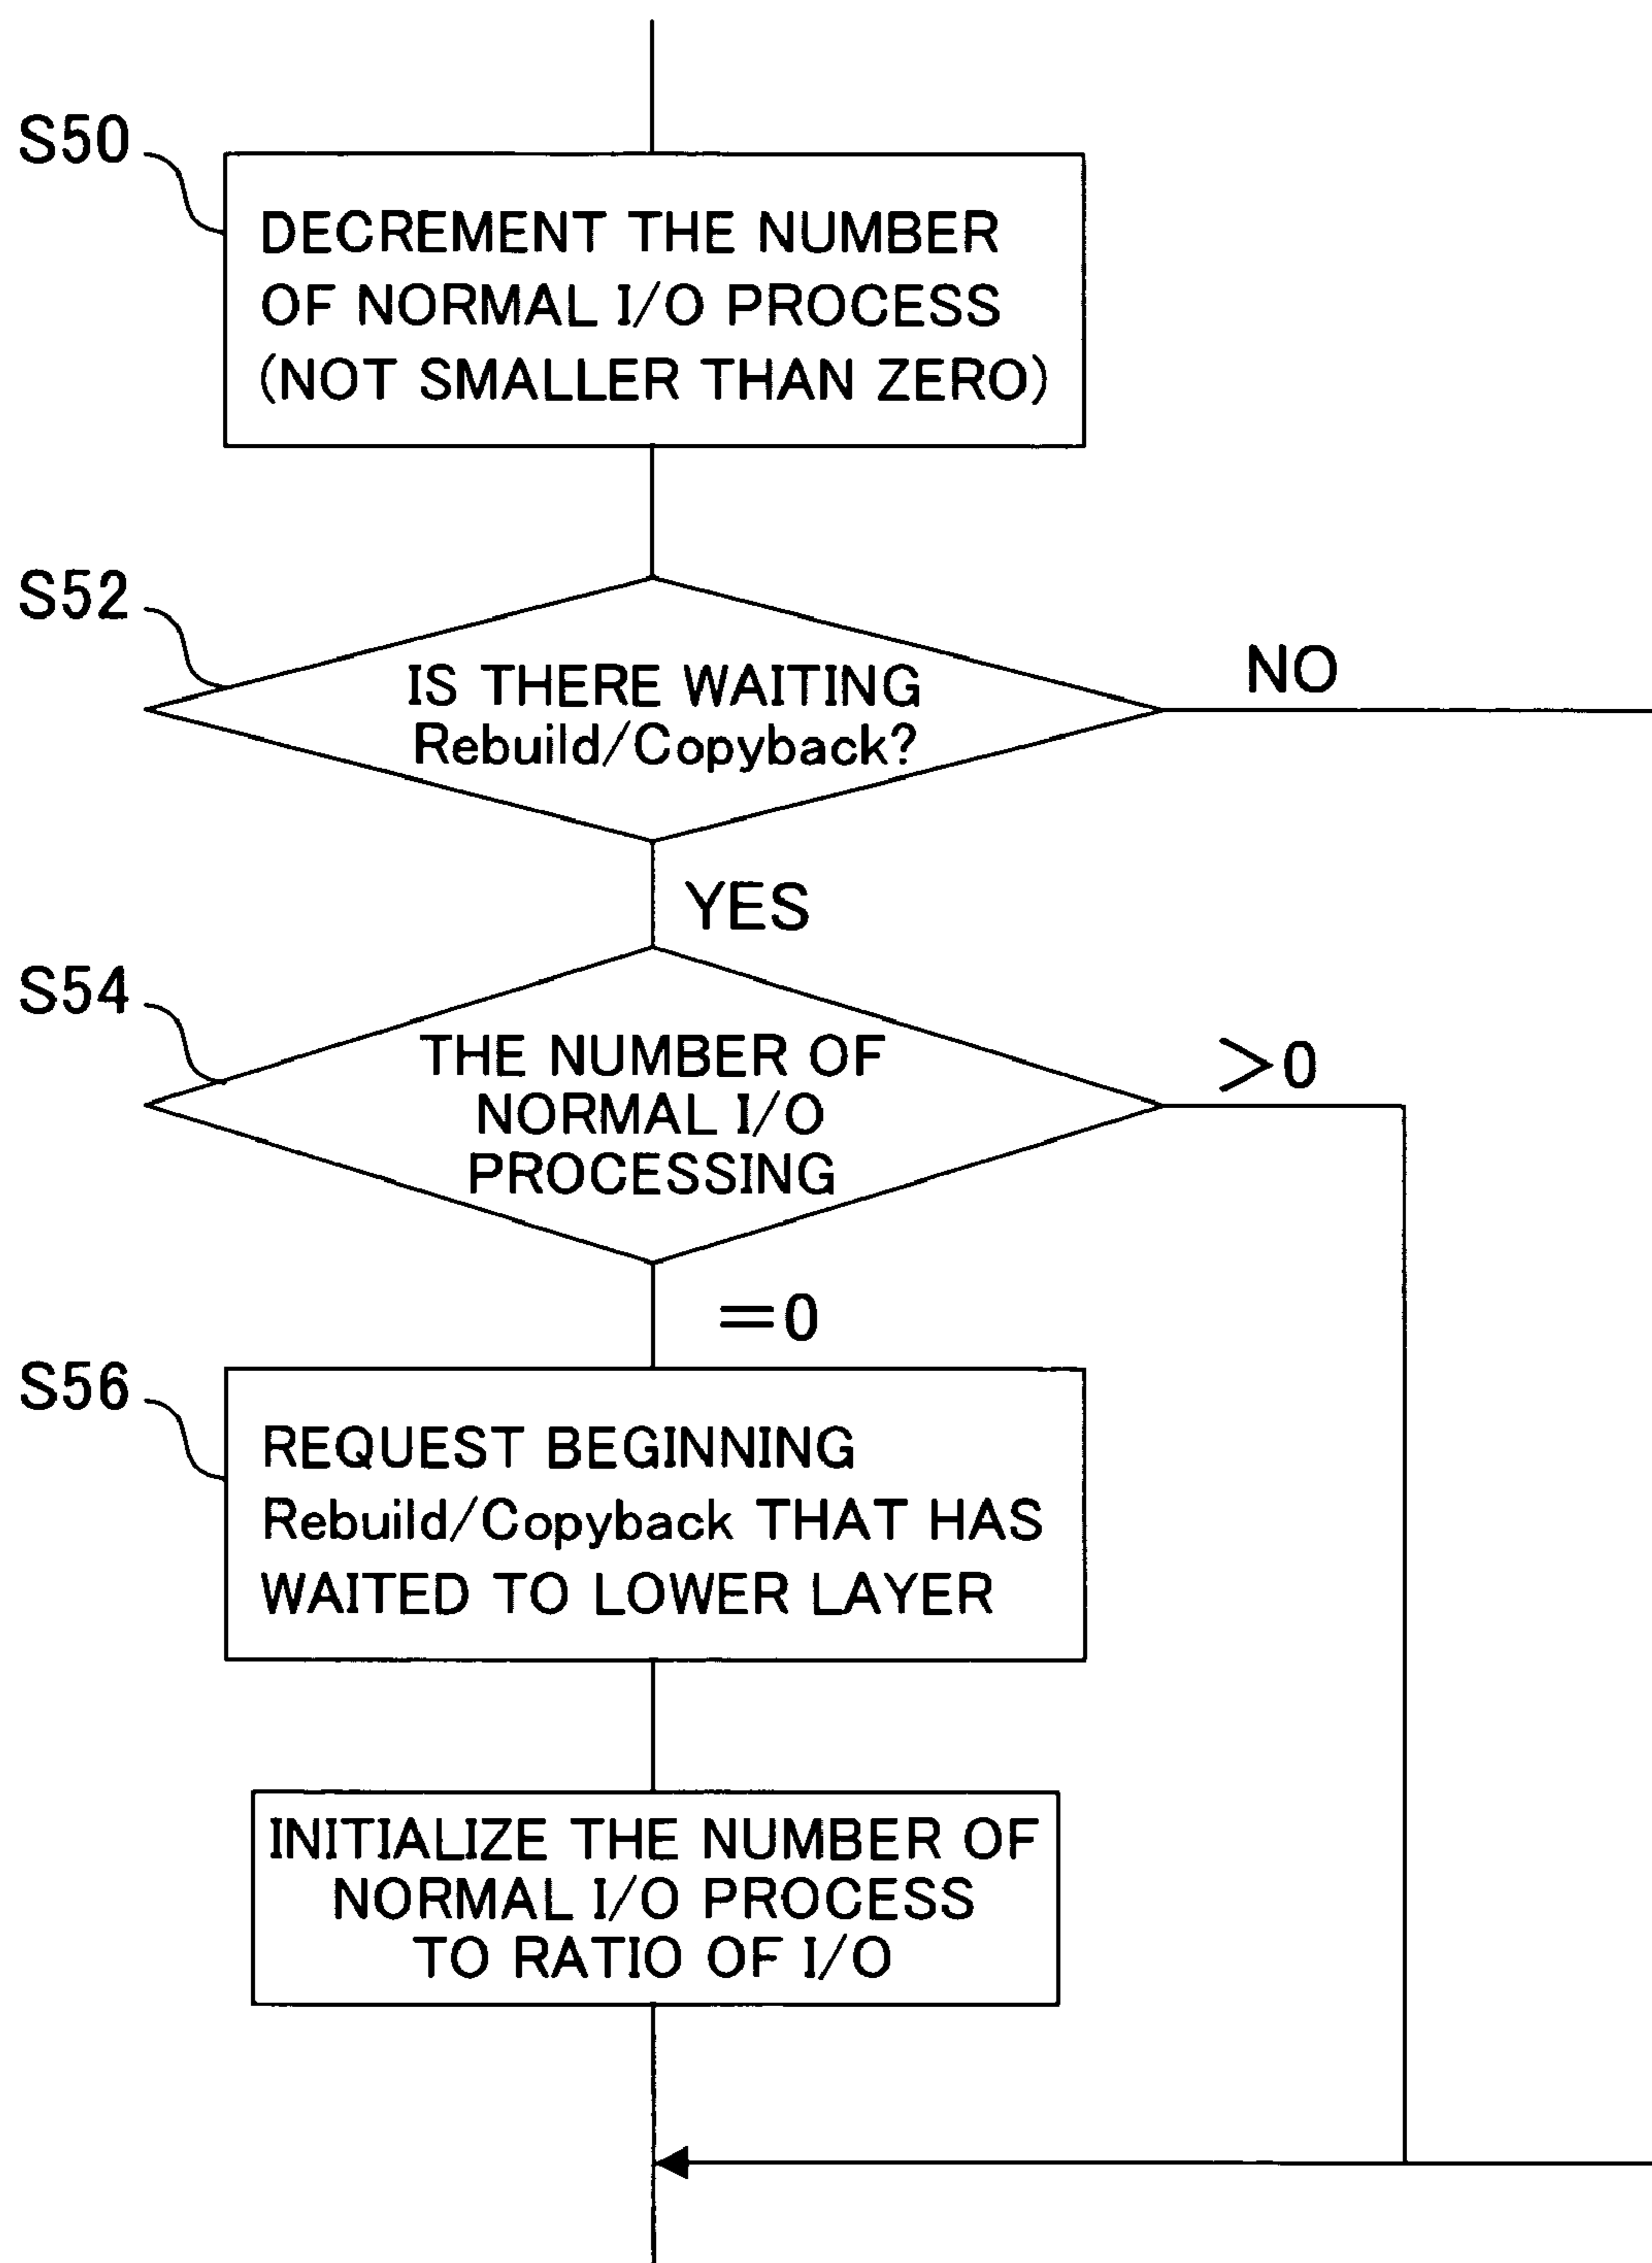 S50
DECREMENT THE NUMBER
OF NORMAL I/O PROCESS
(NOT SMALLER THAN ZERO)
S52
IS THERE WAITING
Rebuild/Copyback?
NO
YES
S54
THE NUMBER OF
NORMAL I/O
PROCESSING
>0
=0
S56
REQUEST BEGINNING
Rebuild/Copyback THAT HAS
WAITED TO LOWER LAYER
INITIALIZE THE NUMBER OF
NORMAL I/O PROCESS
TO RATIO OF I/O